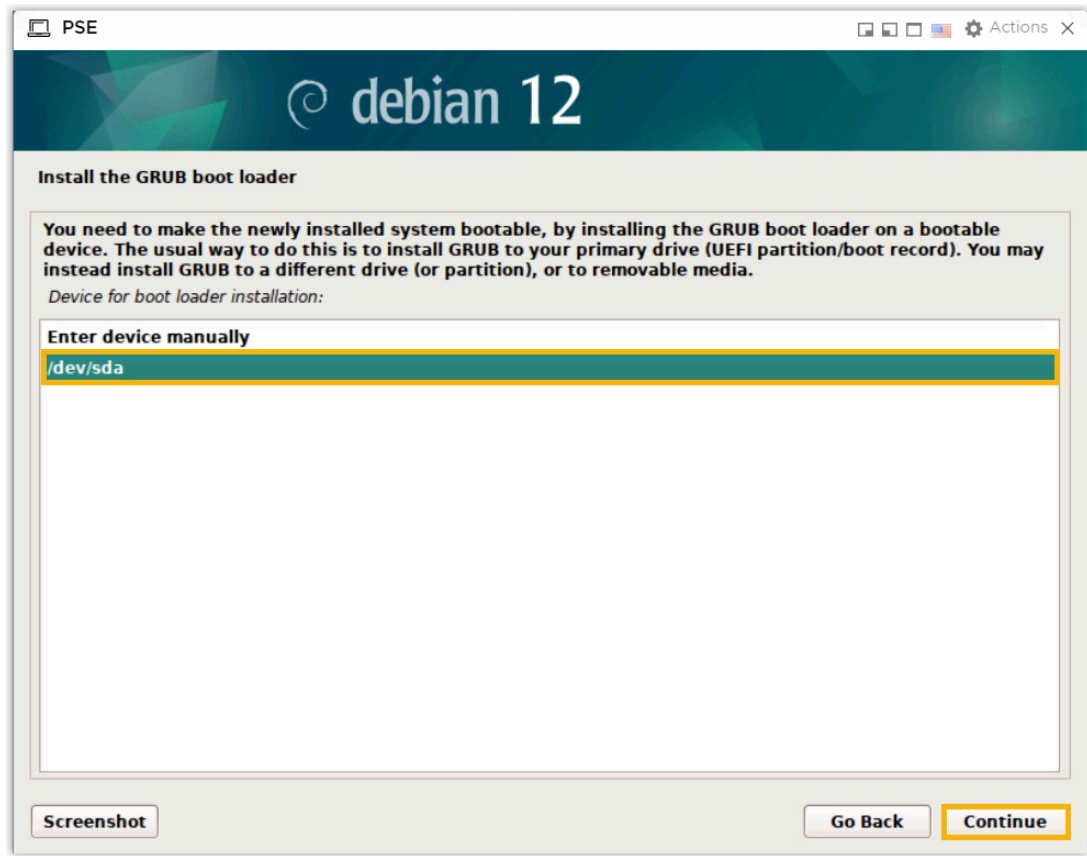 PSE
Actions
debian 12
Install the GRUB boot loader
You need to make the newly installed system bootable, by installing the GRUB boot loader on a bootable
device. The usual way to do this is to install GRUB to your primary drive (UEFI partition/boot record). You may
instead install GRUB to a different drive (or partition), or to removable media.
Device for boot loader installation:
Enter device manually
/dev/sda
Screenshot
Go Back
Continue